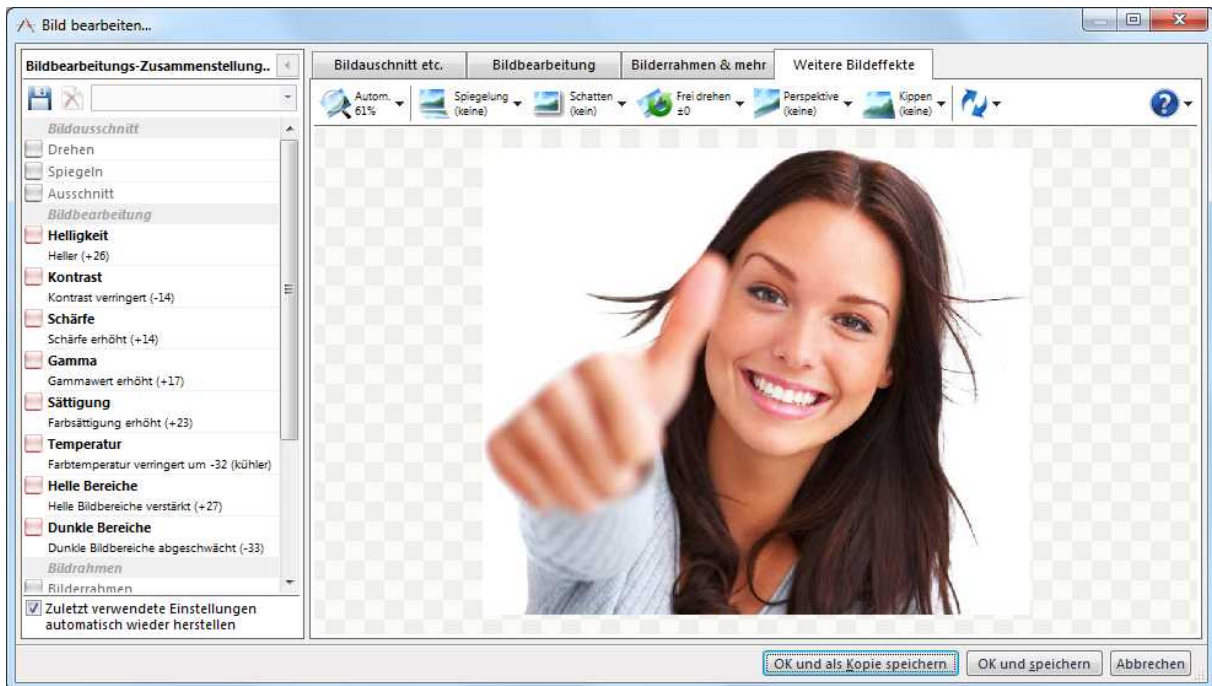 Bild bearbeiten...
Bildbearbeitungs-Zusammenstellung..
Bildauschnitt etc.
Bildbearbeitung
Bilderrahmen & mehr
Weitere Bildeffekte
Autom.
61%
Spiegelung
(keine)
Schatten
(kein)
Frei drehen
±0
Perspektive
(keine)
Kippen
(keine)
?
Bildausschnitt
Drehen
Spiegeln
Ausschnitt
Bildbearbeitung
Helligkeit
Heller (+26)
Kontrast
Kontrast verringert (-14)
Schärfe
Schärfe erhöht (+14)
Gamma
Gammawert erhöht (+17)
Sättigung
Farbsättigung erhöht (+23)
Temperatur
Farbtemperatur verringert um -32 (kühler)
Helle Bereiche
Helle Bildbereiche verstärkt (+27)
Dunkle Bereiche
Dunkle Bildbereiche abgeschwächt (-33)
Bildrahmen
Bilderrahmen
Zuletzt verwendete Einstellungen
automatisch wieder herstellen
OK und als Kopie speichern
OK und speichern
Abbrechen